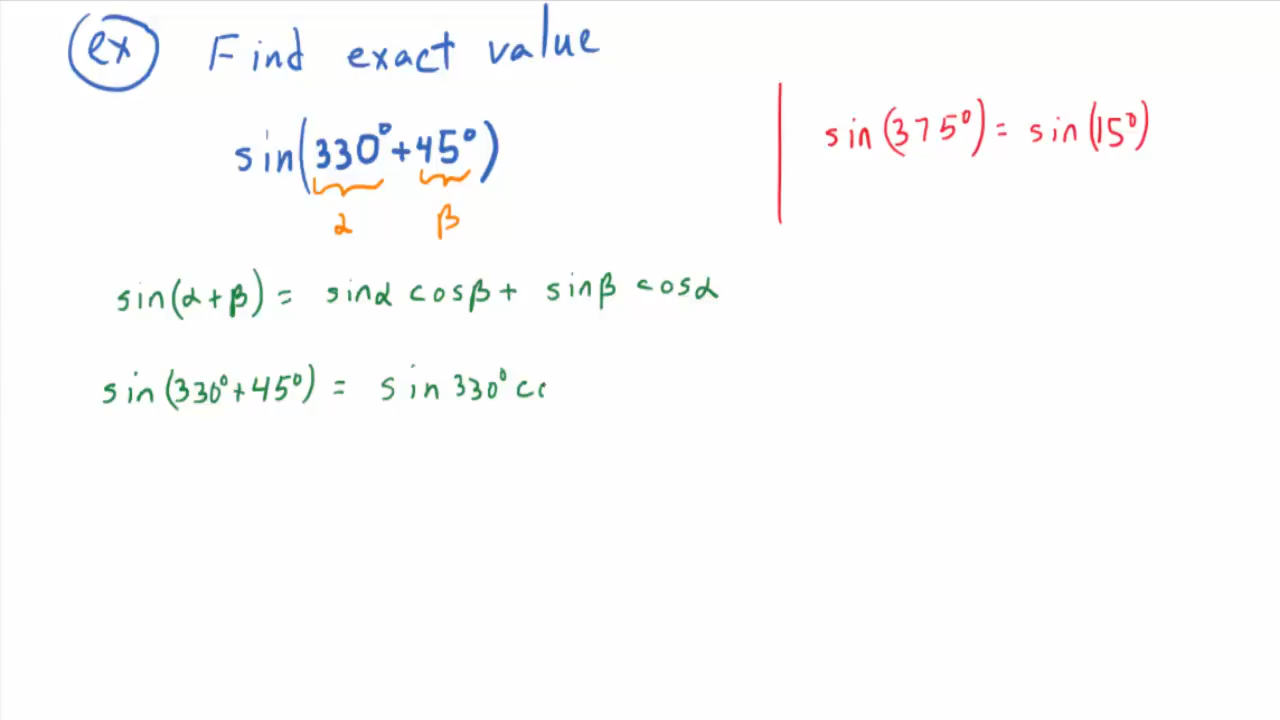 ex Find exact value
sin(330°+45°)
α β
sin(375°) = sin(15°)
sin(α+β) = sinα cosβ + sinβ cosα
sin(330°+45°) = sin 330° co